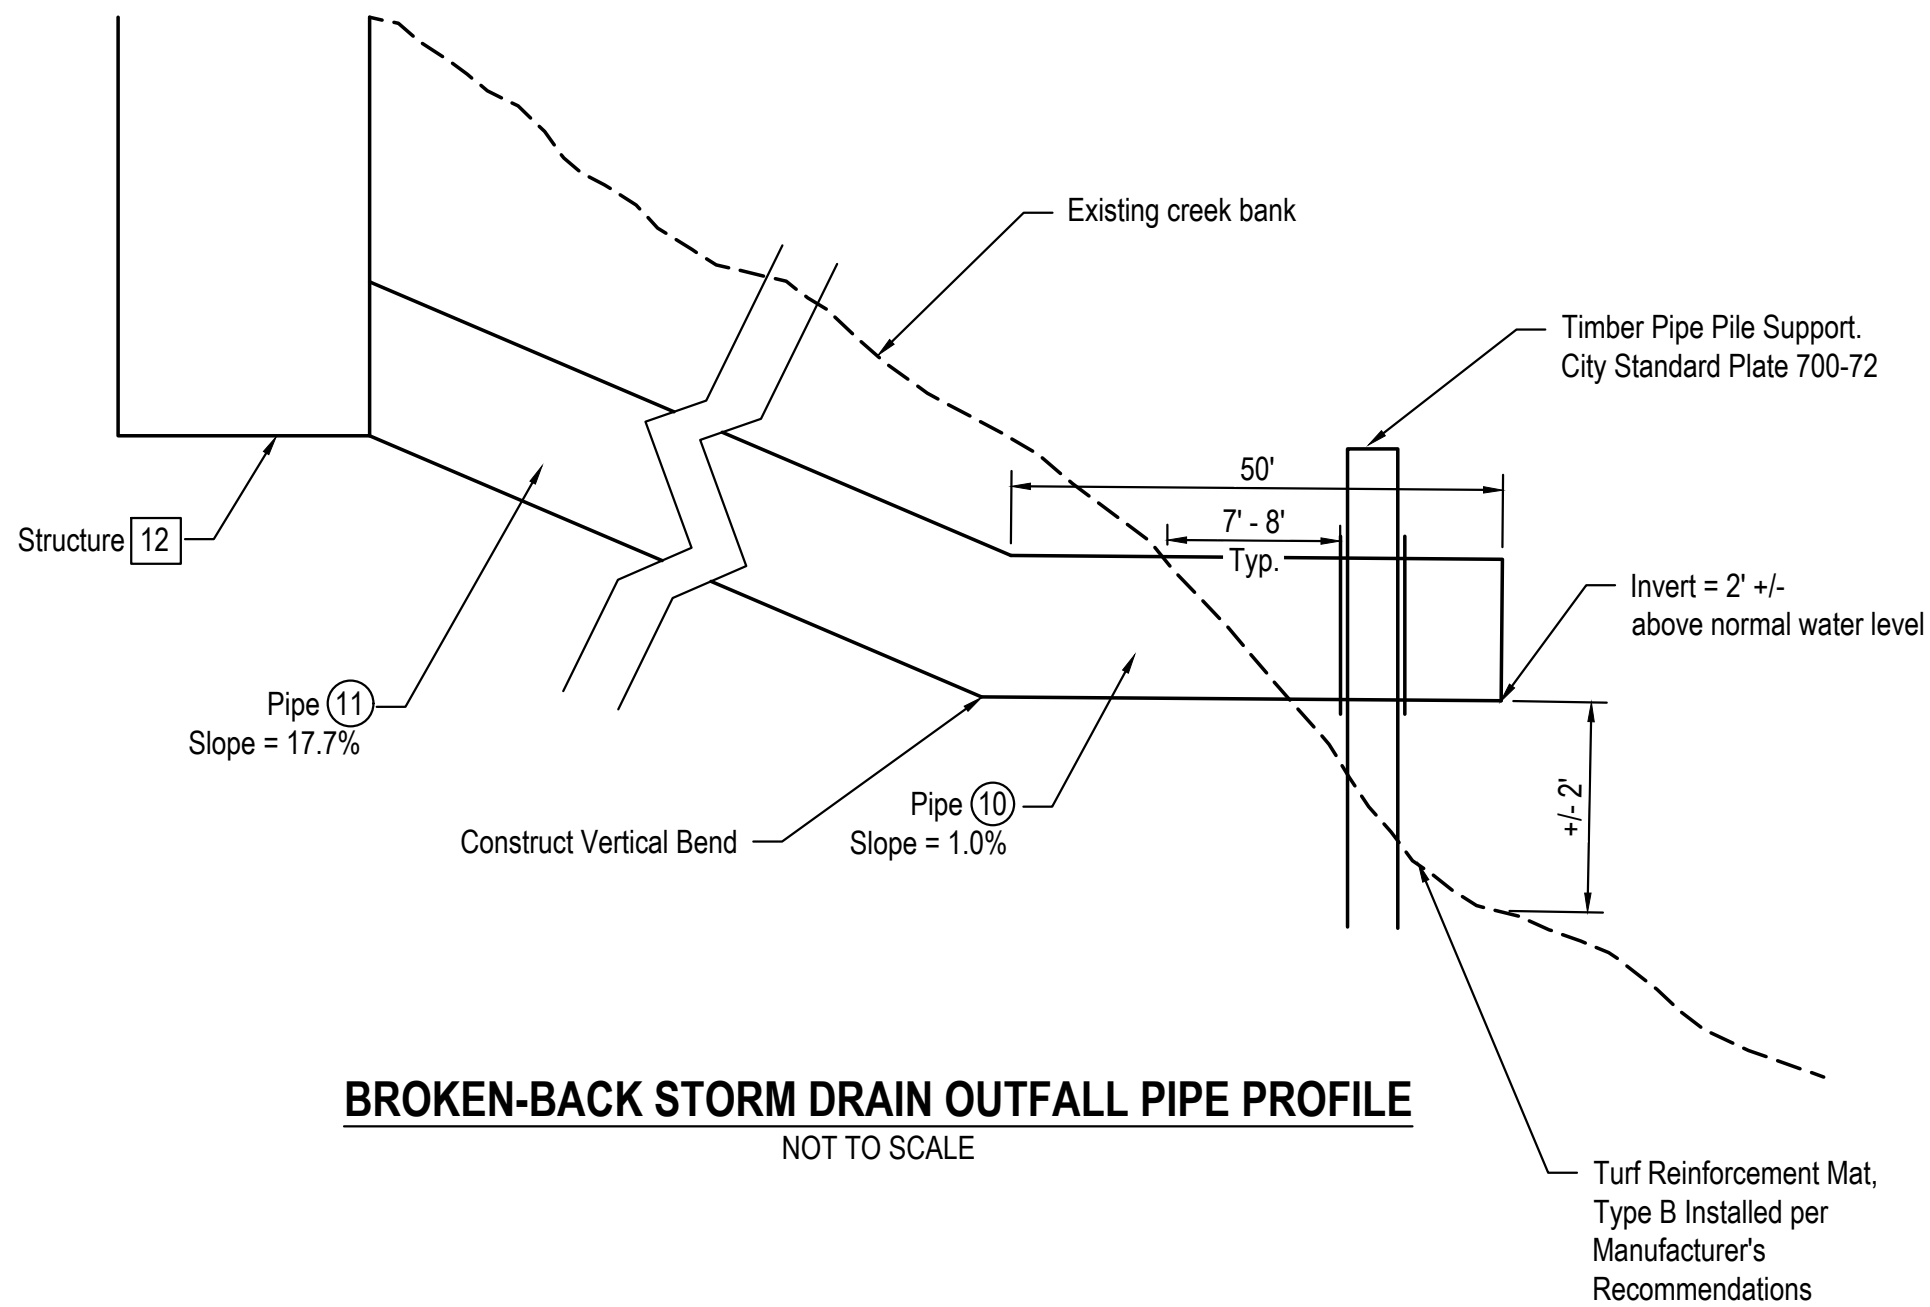 Existing creek bank
Timber Pipe Pile Support.
City Standard Plate 700-72
50'
7' - 8'
Typ.
Structure 12
Invert = 2' +/-
above normal water level
Pipe 11
Slope = 17.7%
+/- 2'
Pipe 10
Slope = 1.0%
Construct Vertical Bend
BROKEN-BACK STORM DRAIN OUTFALL PIPE PROFILE
NOT TO SCALE
Turf Reinforcement Mat,
Type B Installed per
Manufacturer's
Recommendations